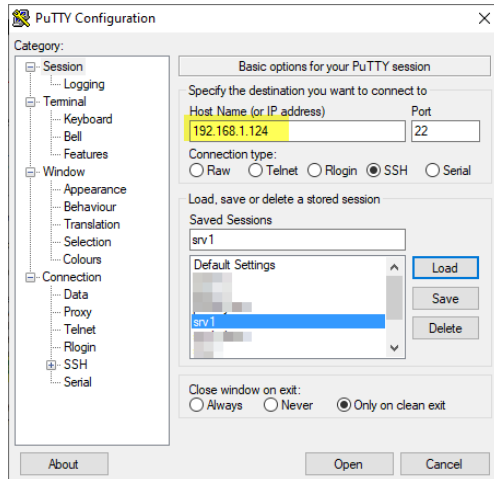 PuTTY Configuration
Category:
Session
Logging
Terminal
Keyboard
Bell
Features
Window
Appearance
Behaviour
Translation
Selection
Colours
Connection
Data
Proxy
Telnet
Rlogin
SSH
Serial
Basic options for your PuTTY session
Specify the destination you want to connect to
Host Name (or IP address) Port
192.168.1.124 22
Connection type:
Raw Telnet Rlogin SSH Serial
Load, save or delete a stored session
Saved Sessions
srv1
Default Settings
srv1
Load
Save
Delete
Close window on exit:
Always Never Only on clean exit
About Open Cancel